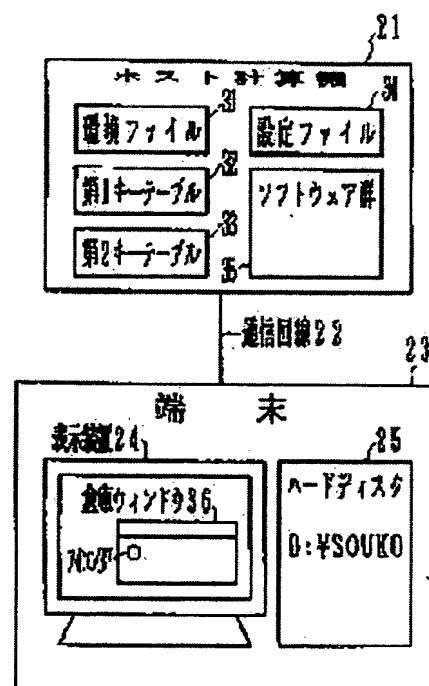 21
ホスト計算機
31
環境ファイル
34
設定ファイル
32
第1キーテーブル
ソフトウェア群
33
第2キーテーブル
35
通信回線22
23
端末
表示装置24
25
倉庫ウィンドウ36
ハードディスク
D:¥SOUKO